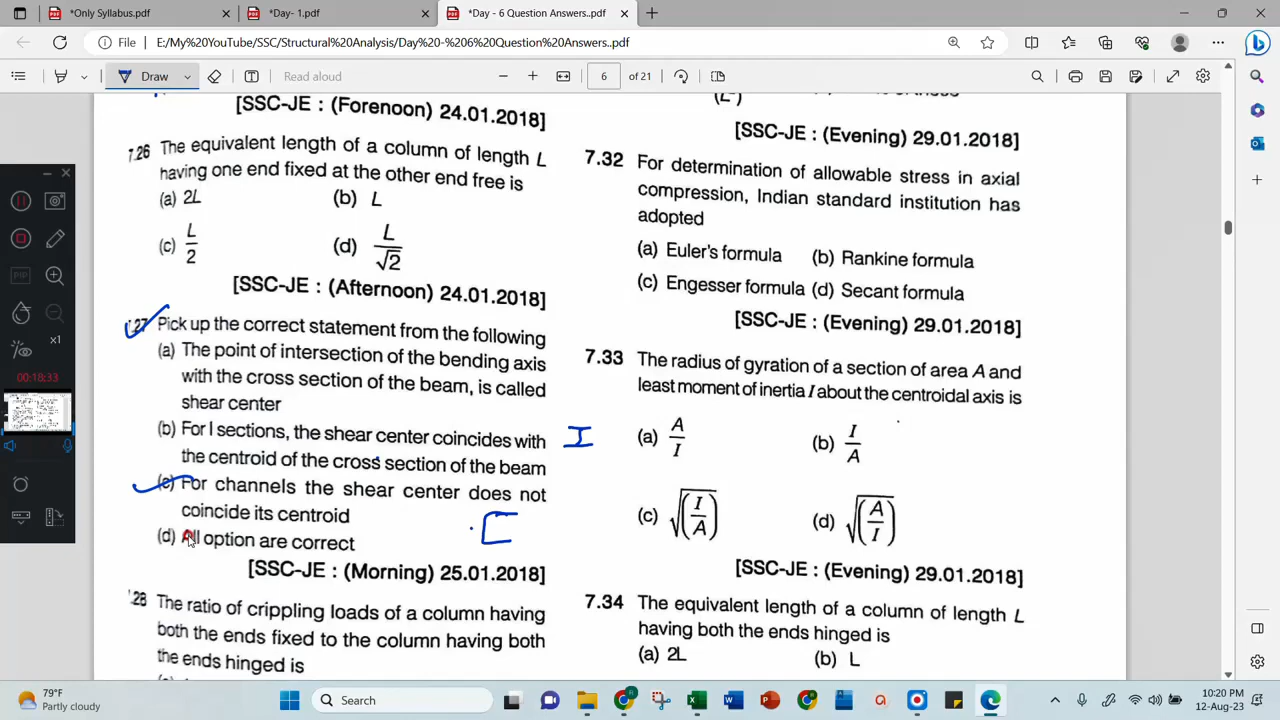 *Only Syllabus.pdf
*Day- 1.pdf
*Day - 6 Question Answers..pdf
File
E:/My%20YouTube/SSC/Structural%20Analysis/Day%20-%206%20Question%20Answers..pdf
Draw
Read aloud
6 of 21
[SSC-JE : (Forenoon) 24.01.2018]
7.26 The equivalent length of a column of length L
having one end fixed at the other end free is
(a) 2L (b) L
(c) L/2 (d) L/√2
[SSC-JE : (Afternoon) 24.01.2018]
.27 Pick up the correct statement from the following
(a) The point of intersection of the bending axis
with the cross section of the beam, is called
shear center
(b) For I sections, the shear center coincides with
the centroid of the cross section of the beam
(c) For channels the shear center does not
coincide its centroid
(d) All option are correct
[SSC-JE : (Morning) 25.01.2018]
.28 The ratio of crippling loads of a column having
both the ends fixed to the column having both
the ends hinged is
I
[SSC-JE : (Evening) 29.01.2018]
7.32 For determination of allowable stress in axial
compression, Indian standard institution has
adopted
(a) Euler's formula (b) Rankine formula
(c) Engesser formula (d) Secant formula
[SSC-JE : (Evening) 29.01.2018]
7.33 The radius of gyration of a section of area A and
least moment of inertia I about the centroidal axis is
(a) A/I (b) I/A
(c) √(I/A) (d) √(A/I)
[SSC-JE : (Evening) 29.01.2018]
7.34 The equivalent length of a column of length L
having both the ends hinged is
(a) 2L (b) L
PIP
x1
00:18:33
79°F
Partly cloudy
Search
10:20 PM
12-Aug-23